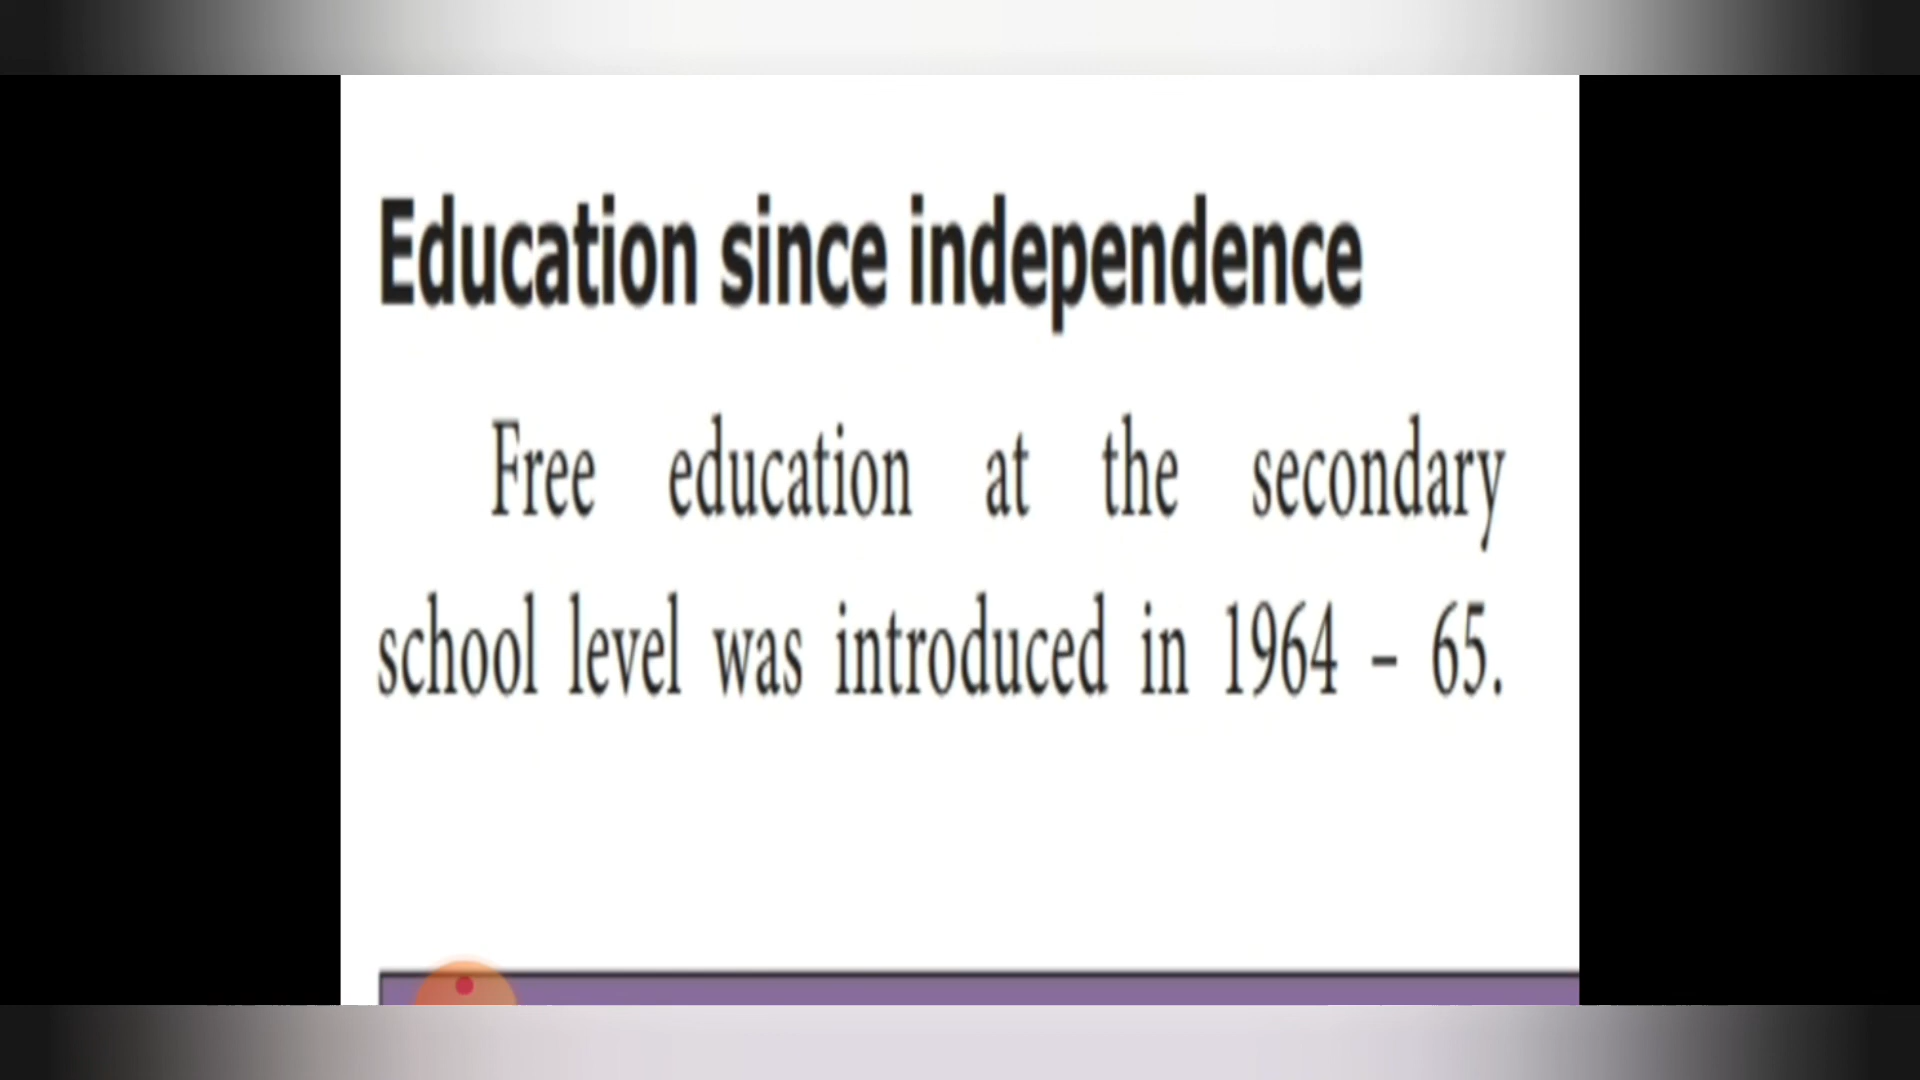 Education since independence
Free education at the secondary
school level was introduced in 1964 – 65.